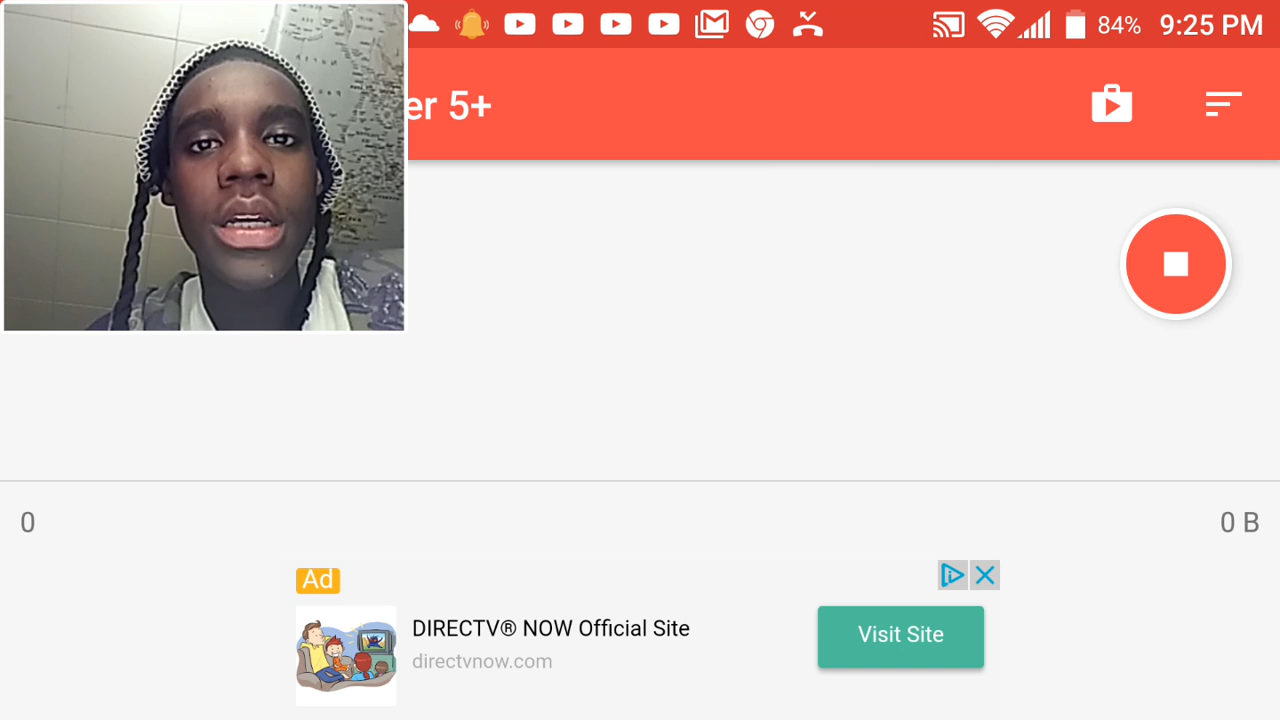 84% 9:25 PM
er 5+
0
0 B
Ad
DIRECTV® NOW Official Site
directvnow.com
Visit Site